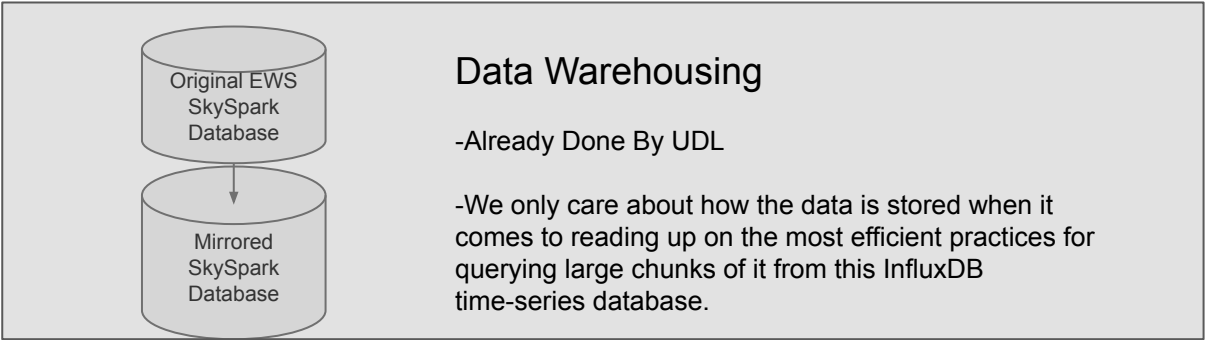 Original EWS
SkySpark
Database
Mirrored
SkySpark
Database
Data Warehousing
-Already Done By UDL
-We only care about how the data is stored when it
comes to reading up on the most efficient practices for
querying large chunks of it from this InfluxDB
time-series database.